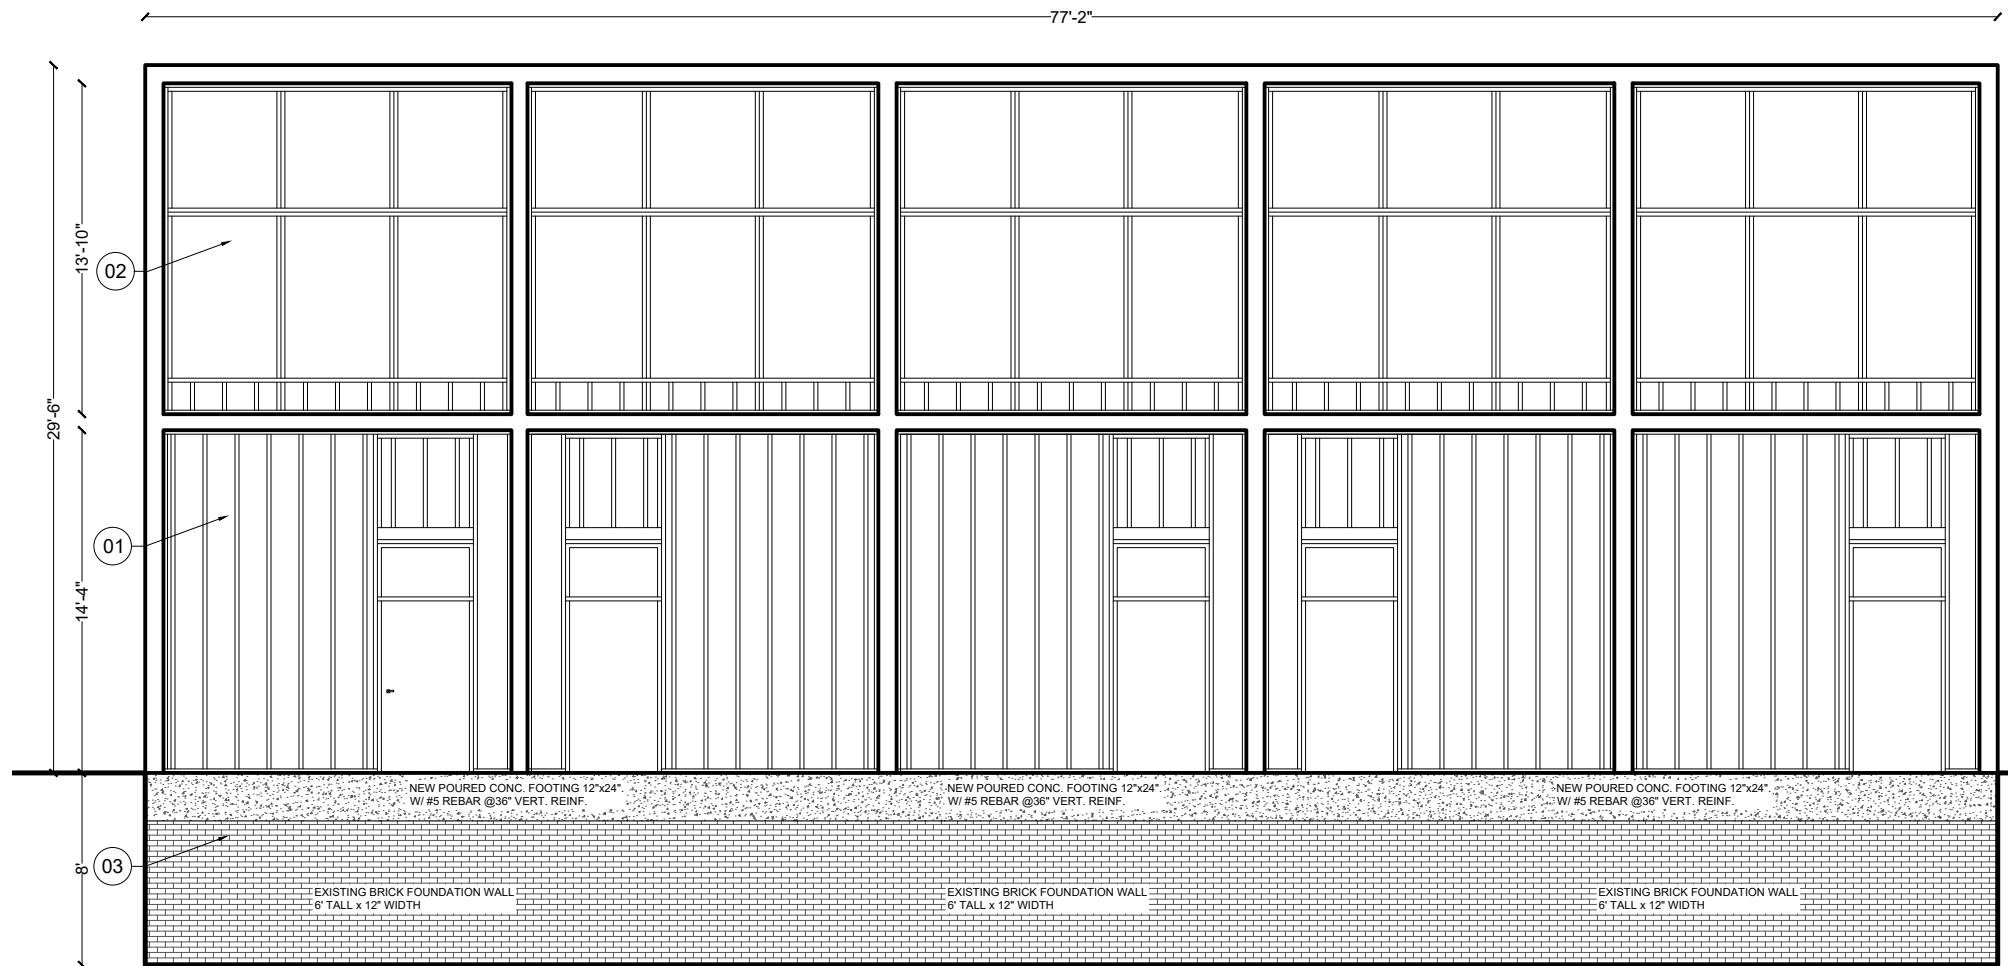 77'-2"
13'-10"
02
29'-6"
01
14'-4"
NEW POURED CONC. FOOTING 12"x24"
W/ #5 REBAR @36" VERT. REINF.
NEW POURED CONC. FOOTING 12"x24"
W/ #5 REBAR @36" VERT. REINF.
NEW POURED CONC. FOOTING 12"x24"
W/ #5 REBAR @36" VERT. REINF.
03
8'
EXISTING BRICK FOUNDATION WALL
6' TALL x 12" WIDTH
EXISTING BRICK FOUNDATION WALL
6' TALL x 12" WIDTH
EXISTING BRICK FOUNDATION WALL
6' TALL x 12" WIDTH